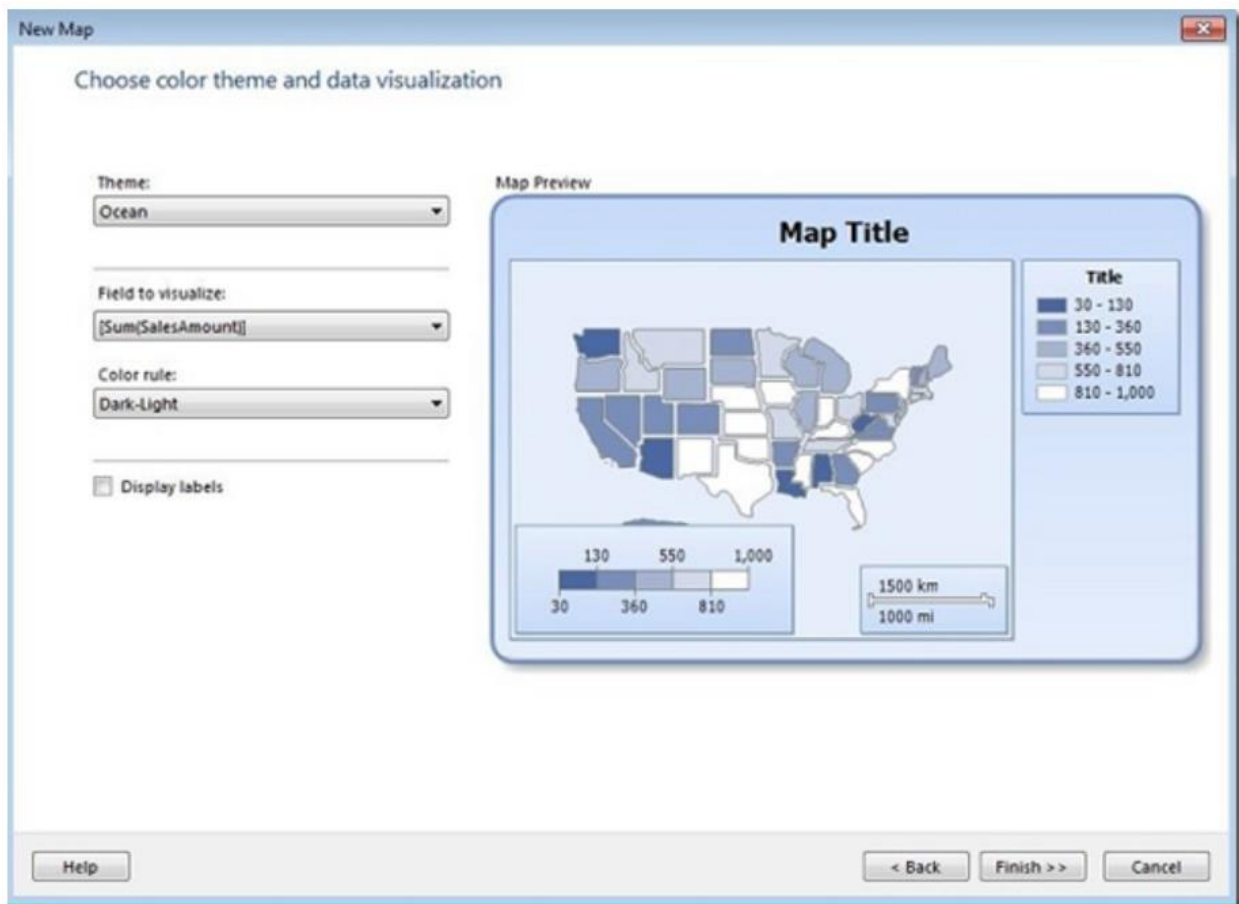 New Map
Choose color theme and data visualization
Theme:
Ocean
Field to visualize:
[Sum(SalesAmount)]
Color rule:
Dark-Light
Display labels
Map Preview
Map Title
Title
30 - 130
130 - 360
360 - 550
550 - 810
810 - 1,000
130 550 1,000
30 360 810
1500 km
1000 mi
Help
< Back
Finish >>
Cancel